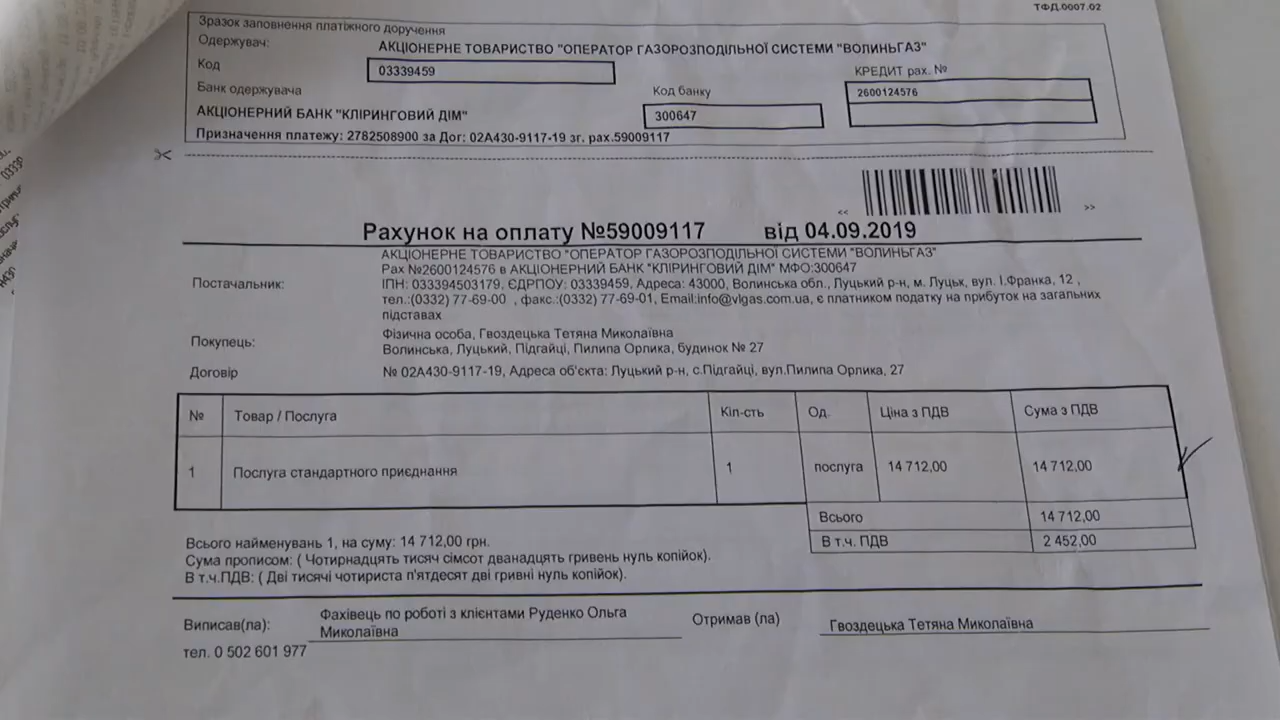 ТФД.0007.02
Зразок заповнення платіжного доручення
Одержувач: АКЦІОНЕРНЕ ТОВАРИСТВО "ОПЕРАТОР ГАЗОРОЗПОДІЛЬНОЇ СИСТЕМИ "ВОЛИНЬГАЗ"
Код 03339459 КРЕДИТ рах. №
Банк одержувача Код банку 2600124576
АКЦІОНЕРНИЙ БАНК "КЛІРИНГОВИЙ ДІМ" 300647
Призначення платежу: 2782508900 за Дог: 02А430-9117-19 зг. рах.59009117
<< >>
Рахунок на оплату №59009117 від 04.09.2019
АКЦІОНЕРНЕ ТОВАРИСТВО "ОПЕРАТОР ГАЗОРОЗПОДІЛЬНОЇ СИСТЕМИ "ВОЛИНЬГАЗ"
Рах №2600124576 в АКЦІОНЕРНИЙ БАНК "КЛІРИНГОВИЙ ДІМ" МФО:300647
Постачальник: ІПН: 033394503179, ЄДРПОУ: 03339459, Адреса: 43000, Волинська обл., Луцький р-н, м. Луцьк, вул. І.Франка, 12 ,
тел.:(0332) 77-69-00 , факс.:(0332) 77-69-01, Email:info@vlgas.com.ua, є платником податку на прибуток на загальних
підставах
Покупець: Фізична особа, Гвоздецька Тетяна Миколаївна
Волинська, Луцький, Підгайці, Пилипа Орлика, будинок № 27
Договір № 02А430-9117-19, Адреса об'єкта: Луцький р-н, с.Підгайці, вул.Пилипа Орлика, 27
№ Товар / Послуга Кіл-сть Од. Ціна з ПДВ Сума з ПДВ
1 Послуга стандартного приєднання 1 послуга 14 712,00 14 712,00
Всього 14 712,00
В т.ч. ПДВ 2 452,00
Всього найменувань 1, на суму: 14 712,00 грн.
Сума прописом: ( Чотирнадцять тисяч сімсот дванадцять гривень нуль копійок).
В т.ч.ПДВ: ( Дві тисячі чотириста п'ятдесят дві гривні нуль копійок).
Виписав(ла): Фахівець по роботі з клієнтами Руденко Ольга Миколаївна Отримав (ла) Гвоздецька Тетяна Миколаївна
тел. 0 502 601 977